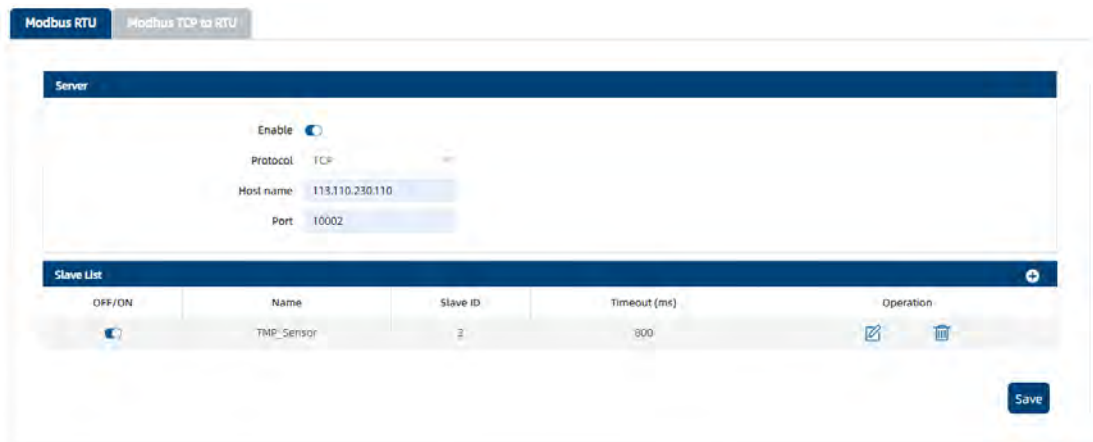 Modbus RTU Modbus TCP to RTU
Server
Enable
Protocol TCP
Host name 113.110.230.110
Port 10002
Slave List
OFF/ON Name Slave ID Timeout (ms) Operation
TMP_Sensor 800
Save